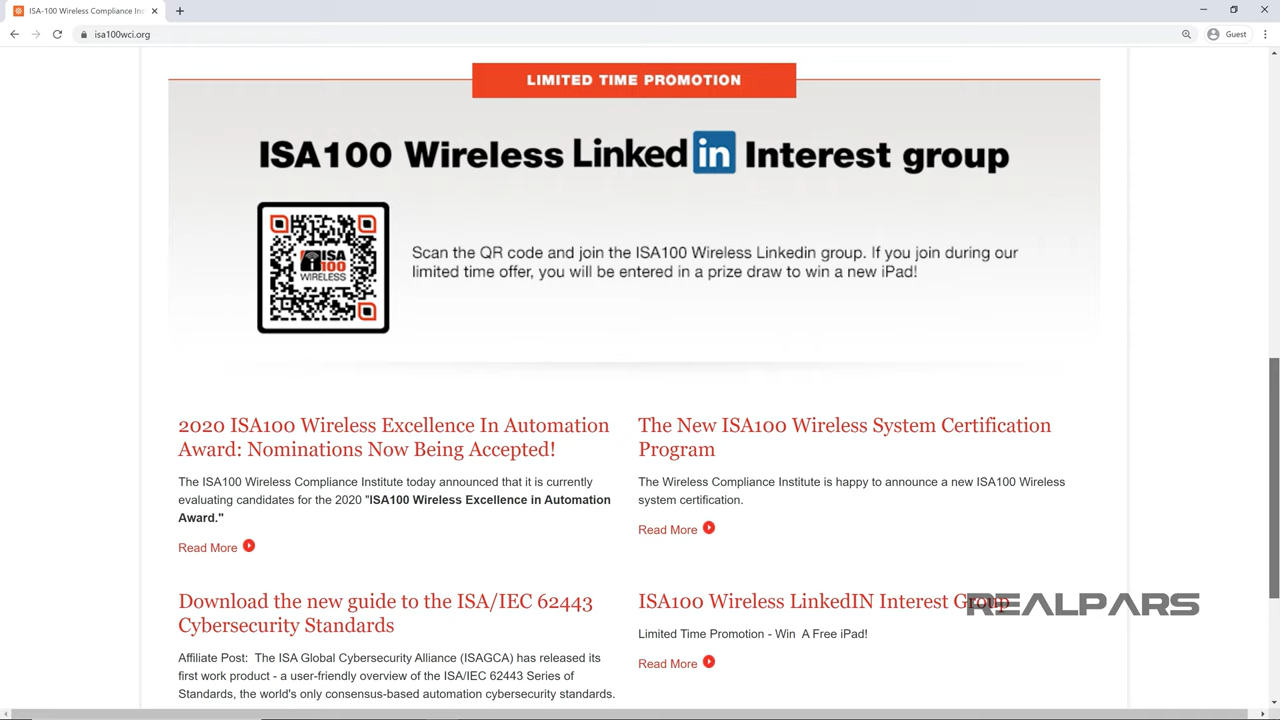 ISA-100 Wireless Compliance Ins
isa100wci.org
Guest
LIMITED TIME PROMOTION
ISA100 Wireless Linked in Interest group
ISA 100 WIRELESS
Scan the QR code and join the ISA100 Wireless Linkedin group. If you join during our
limited time offer, you will be entered in a prize draw to win a new iPad!
2020 ISA100 Wireless Excellence In Automation
Award: Nominations Now Being Accepted!
The ISA100 Wireless Compliance Institute today announced that it is currently
evaluating candidates for the 2020 "ISA100 Wireless Excellence in Automation
Award."
Read More
The New ISA100 Wireless System Certification
Program
The Wireless Compliance Institute is happy to announce a new ISA100 Wireless
system certification.
Read More
Download the new guide to the ISA/IEC 62443
Cybersecurity Standards
Affiliate Post: The ISA Global Cybersecurity Alliance (ISAGCA) has released its
first work product - a user-friendly overview of the ISA/IEC 62443 Series of
Standards, the world's only consensus-based automation cybersecurity standards.
ISA100 Wireless LinkedIN Interest Group
Limited Time Promotion - Win A Free iPad!
Read More
REALPARS